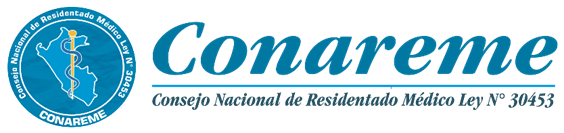 Consejo Nacional de Residentado Médico Ley N° 30453
CONAREME
Conareme
Consejo Nacional de Residentado Médico Ley N° 30453